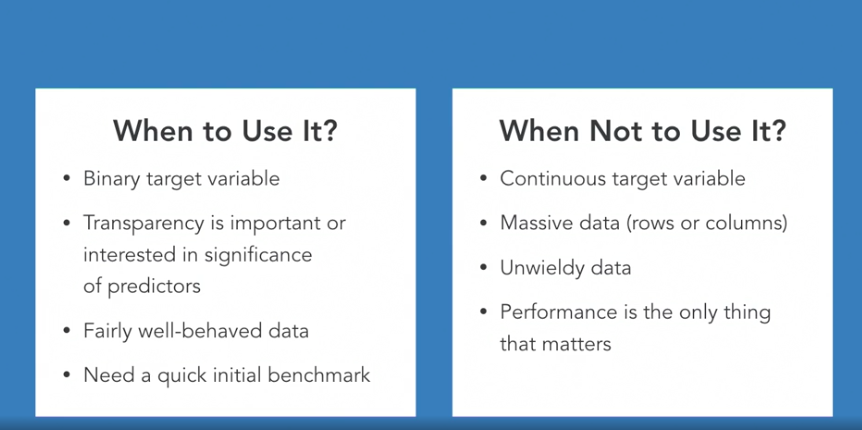 When to Use It?
• Binary target variable
• Transparency is important or
interested in significance
of predictors
• Fairly well-behaved data
• Need a quick initial benchmark
When Not to Use It?
• Continuous target variable
• Massive data (rows or columns)
• Unwieldy data
• Performance is the only thing
that matters